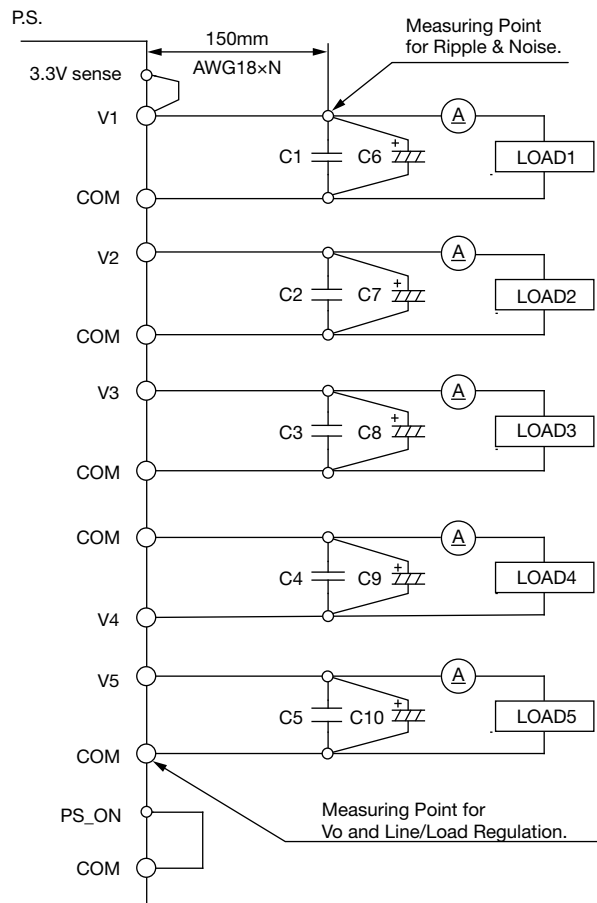 P.S.
Measuring Point
for Ripple & Noise.
150mm
AWG18×N
3.3V sense
V1
A
+
C1
C6
LOAD1
COM
V2
A
+
C2
C7
LOAD2
COM
V3
A
+
C3
C8
LOAD3
COM
COM
A
+
C4
C9
LOAD4
V4
V5
A
+
C5
C10
LOAD5
COM
PS_ON
Measuring Point for
Vo and Line/Load Regulation.
COM